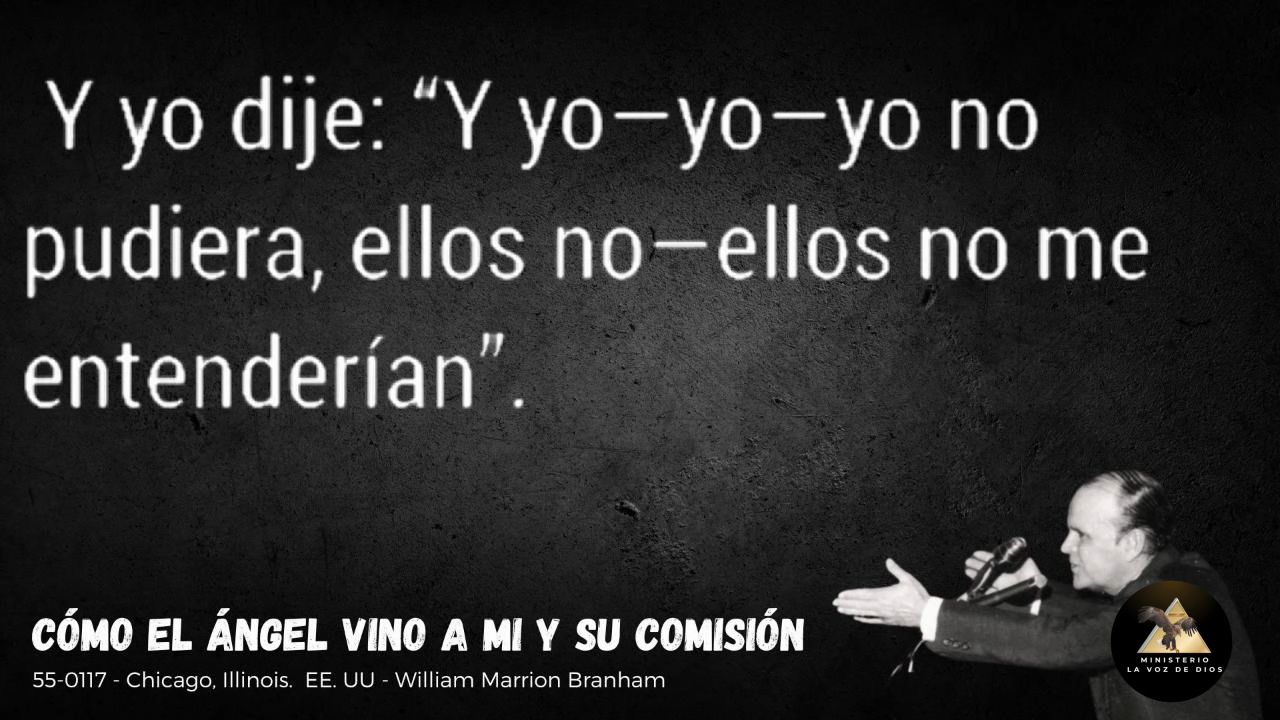 Y yo dije: “Y yo—yo—yo no
pudiera, ellos no—ellos no me
entenderían”.
CÓMO EL ÁNGEL VINO A MI Y SU COMISIÓN
55-0117 - Chicago, Illinois. EE. UU - William Marrion Branham
MINISTERIO
LA VOZ DE DIOS